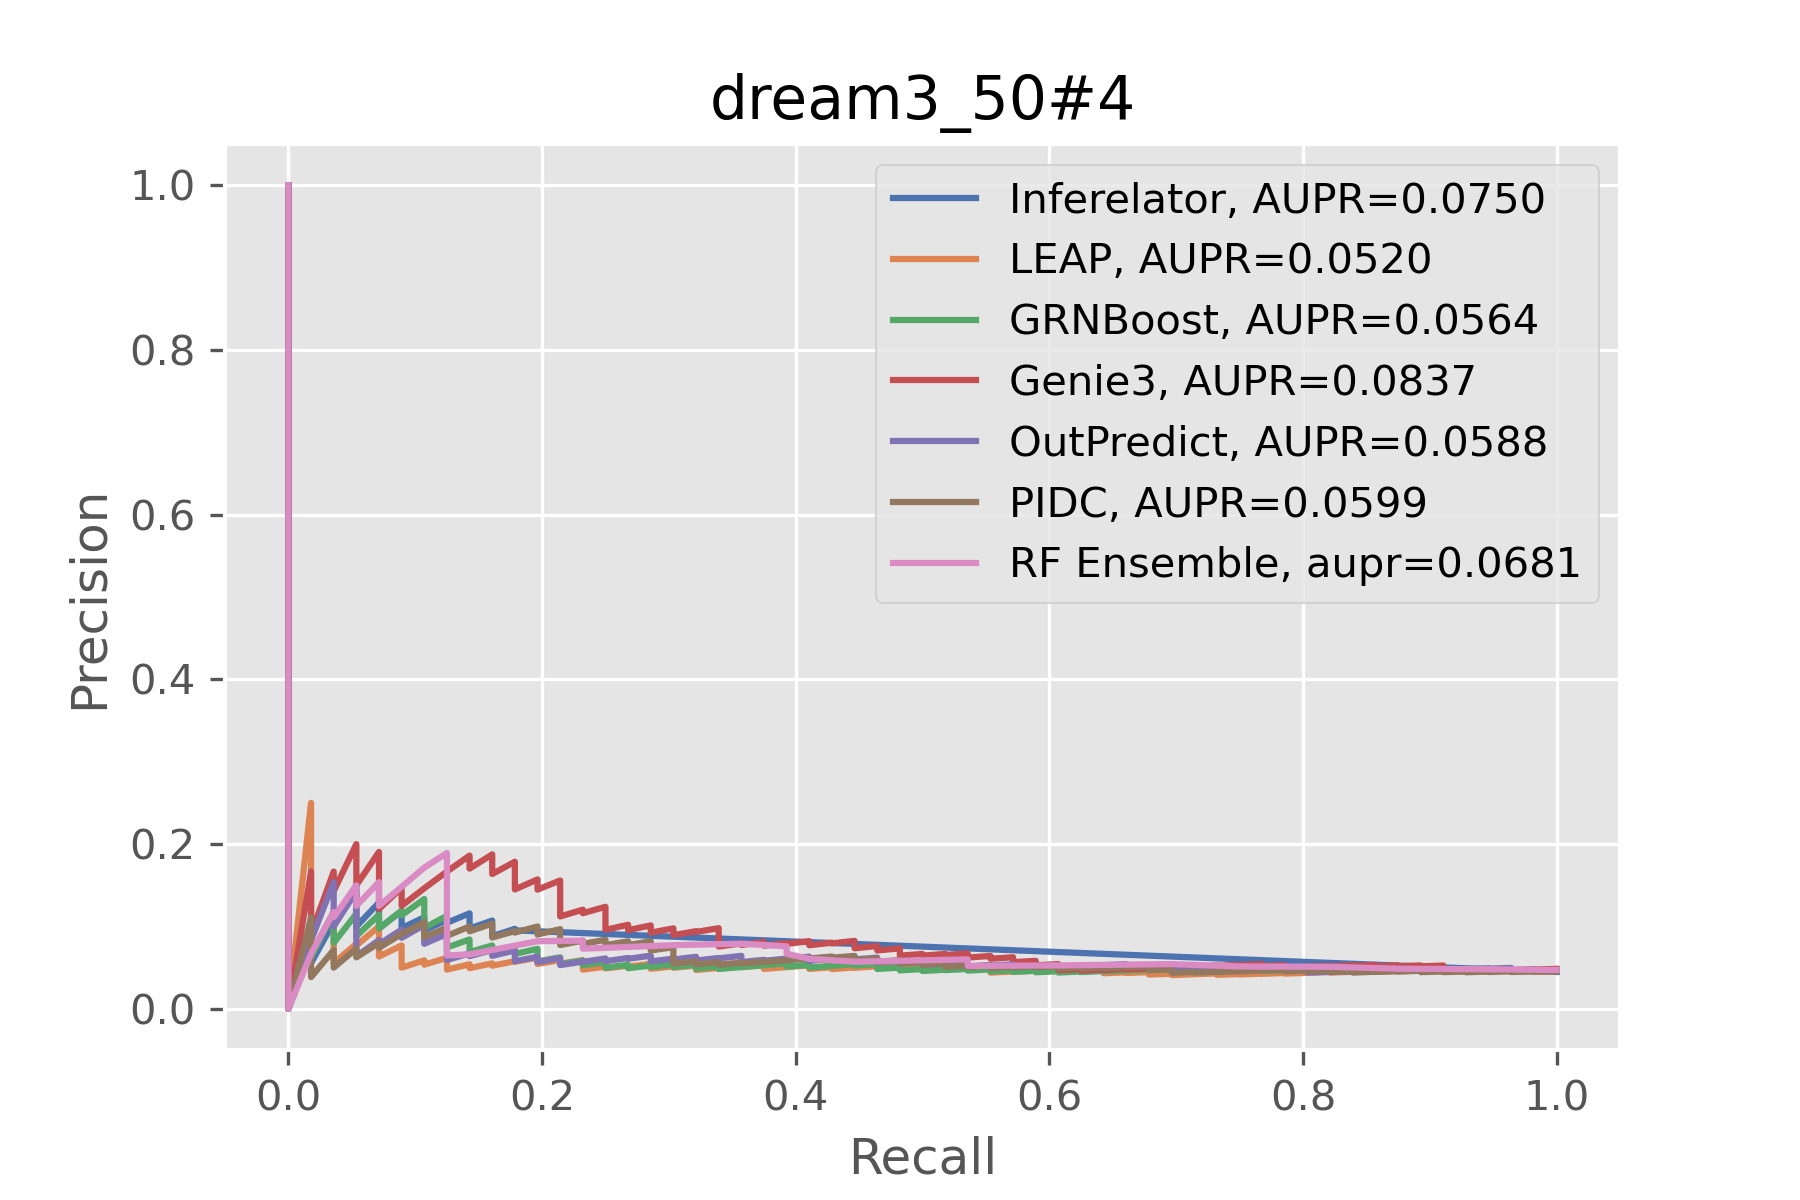 dream3_50#4
1.0
0.8
0.6
0.4
0.2
0.0
Precision
Inferelator, AUPR=0.0750
LEAP, AUPR=0.0520
GRNBoost, AUPR=0.0564
Genie3, AUPR=0.0837
OutPredict, AUPR=0.0588
PIDC, AUPR=0.0599
RF Ensemble, aupr=0.0681
0.0 0.2 0.4 0.6 0.8 1.0
Recall